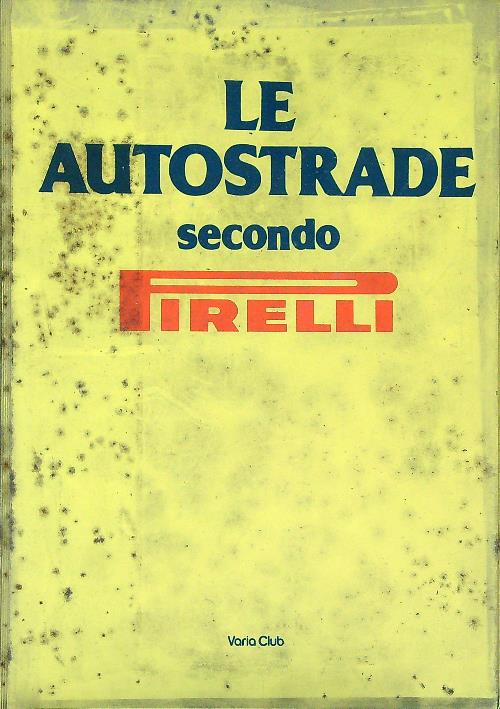 LE
AUTOSTRADE
secondo
PIRELLI
Varia Club